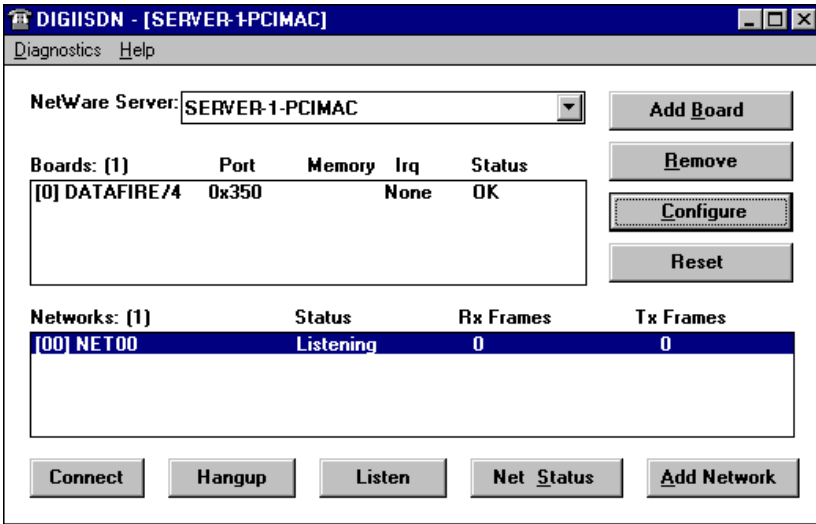 DIGIISDN - [SERVER-1-PCIMAC]
Diagnostics Help
NetWare Server: SERVER-1-PCIMAC
Add Board
Remove
Configure
Reset
Boards: (1) Port Memory Irq Status
[0] DATAFIRE/4 0x350 None OK
Networks: (1) Status Rx Frames Tx Frames
[00] NET00 Listening 0 0
Connect Hangup Listen Net Status Add Network